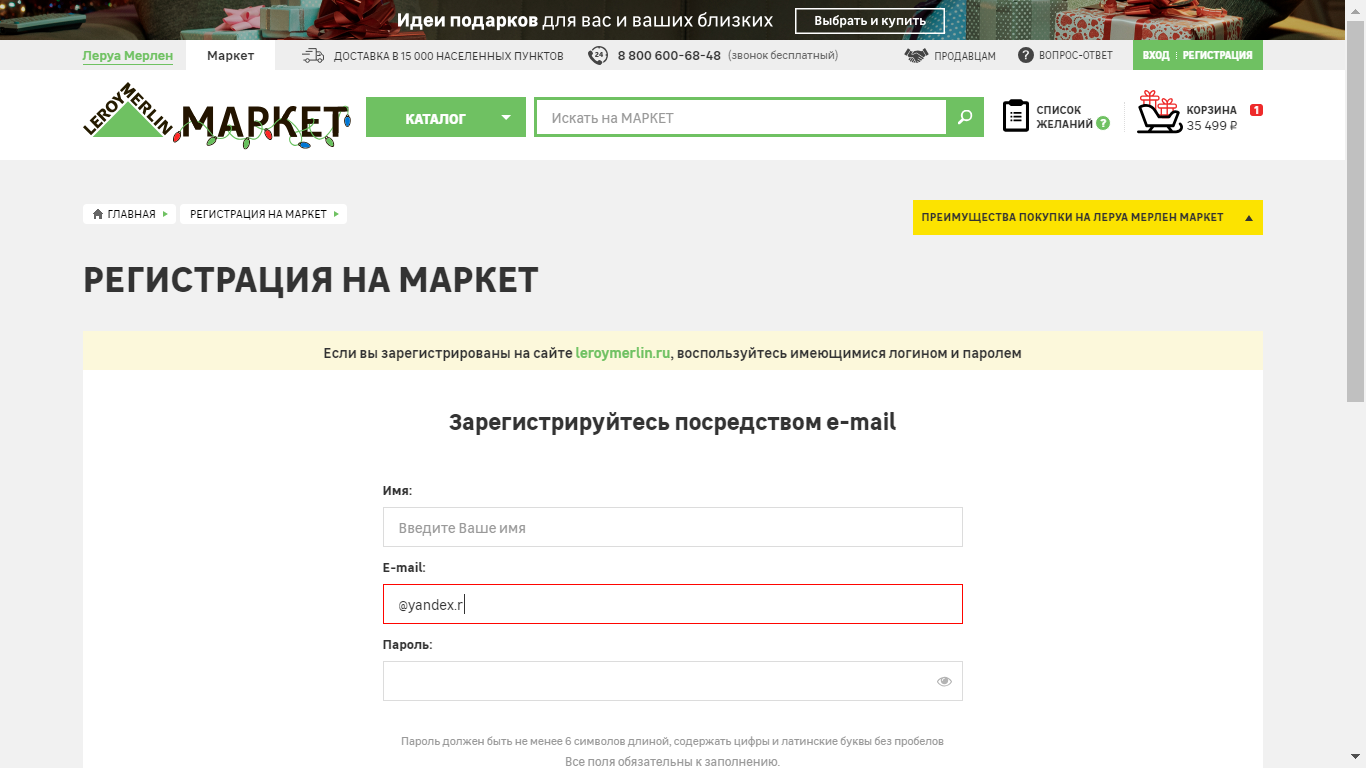 Идеи подарков для вас и ваших близких Выбрать и купить
Леруа Мерлен Маркет ДОСТАВКА В 15 000 НАСЕЛЕННЫХ ПУНКТОВ 24 8 800 600-68-48 (звонок бесплатный) ПРОДАВЦАМ ? ВОПРОС-ОТВЕТ ВХОД РЕГИСТРАЦИЯ
LEROY MERLIN МАРКЕТ КАТАЛОГ Искать на МАРКЕТ СПИСОК ЖЕЛАНИЙ ? КОРЗИНА 1
35 499 ₽
ГЛАВНАЯ РЕГИСТРАЦИЯ НА МАРКЕТ ПРЕИМУЩЕСТВА ПОКУПКИ НА ЛЕРУА МЕРЛЕН МАРКЕТ
РЕГИСТРАЦИЯ НА МАРКЕТ
Если вы зарегистрированы на сайте leroymerlin.ru, воспользуйтесь имеющимися логином и паролем
Зарегистрируйтесь посредством e-mail
Имя:
Введите Ваше имя
E-mail:
@yandex.r
Пароль:
Пароль должен быть не менее 6 символов длиной, содержать цифры и латинские буквы без пробелов
Все поля обязательны к заполнению.